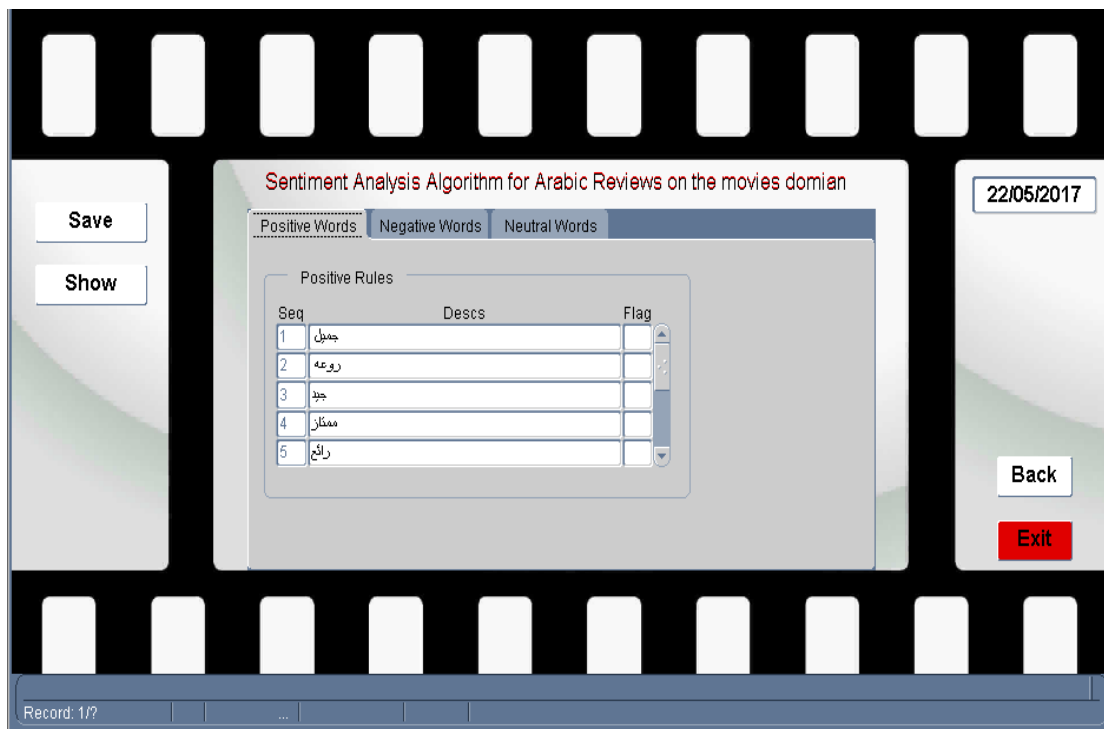 Sentiment Analysis Algorithm for Arabic Reviews on the movies domian
22/05/2017
Save
Show
Positive Words Negative Words Neutral Words
Positive Rules
Seq Descs Flag
1 جميل
2 روعه
3 جيد
4 ممتاز
5 رائع
Back
Exit
Record: 1/? ...